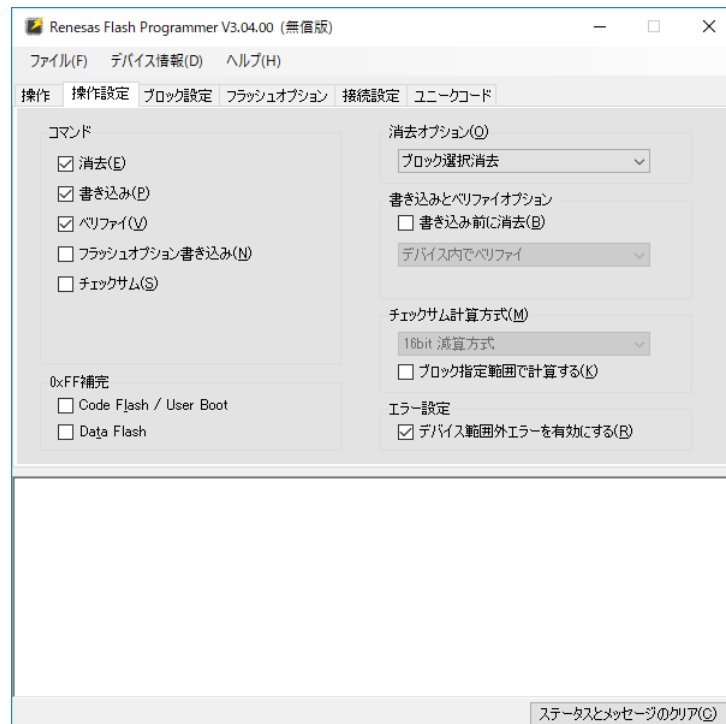 Renesas Flash Programmer V3.04.00 (無償版)
ファイル(F) デバイス情報(D) ヘルプ(H)
操作 操作設定 ブロック設定 フラッシュオプション 接続設定 ユニークコード
コマンド
消去(E)
書き込み(P)
ベリファイ(V)
フラッシュオプション書き込み(N)
チェックサム(S)
0xFF補完
Code Flash / User Boot
Data Flash
消去オプション(O)
ブロック選択消去
書き込みとベリファイオプション
書き込み前に消去(B)
デバイス内でベリファイ
チェックサム計算方式(M)
16bit 減算方式
ブロック指定範囲で計算する(K)
エラー設定
デバイス範囲外エラーを有効にする(R)
ステータスとメッセージのクリア(C)